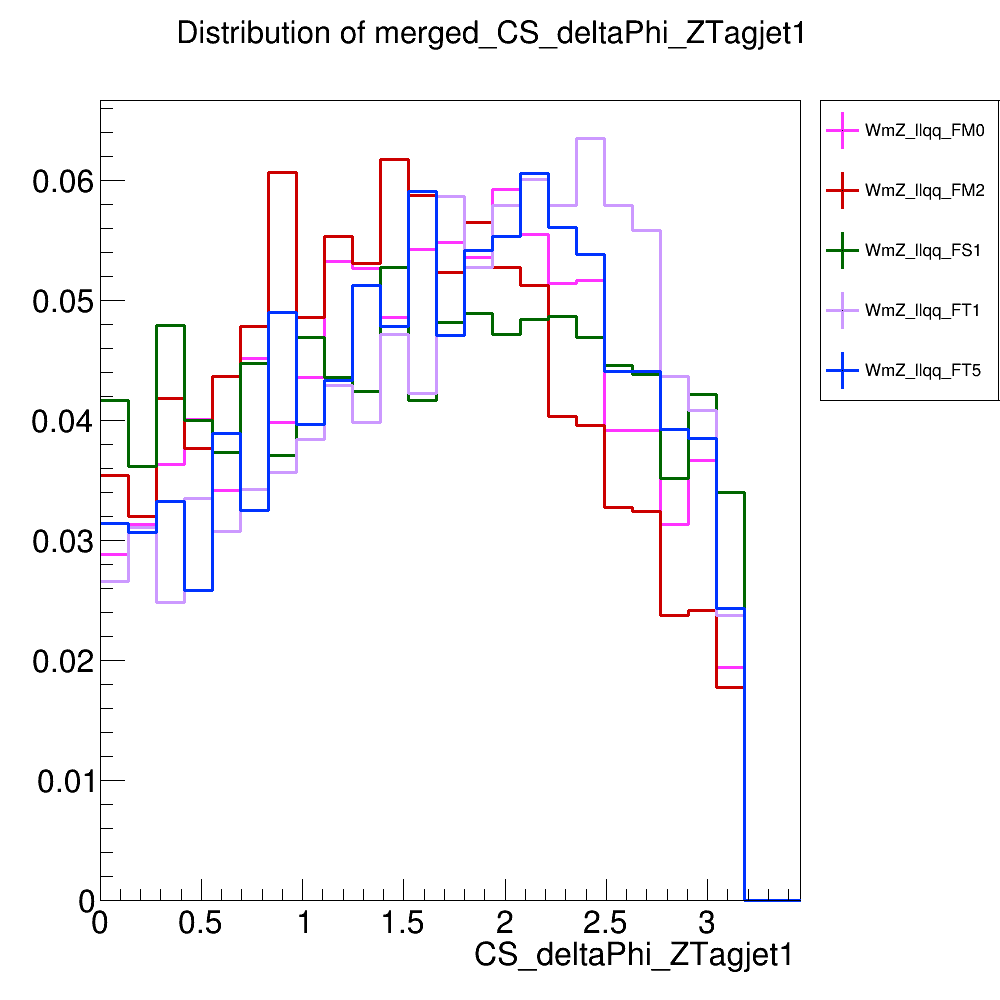 Distribution of merged_CS_deltaPhi_ZTagjet1
WmZ_llqq_FM0
WmZ_llqq_FM2
WmZ_llqq_FS1
WmZ_llqq_FT1
WmZ_llqq_FT5
0.06
0.05
0.04
0.03
0.02
0.01
0
0 0.5 1 1.5 2 2.5 3
CS_deltaPhi_ZTagjet1